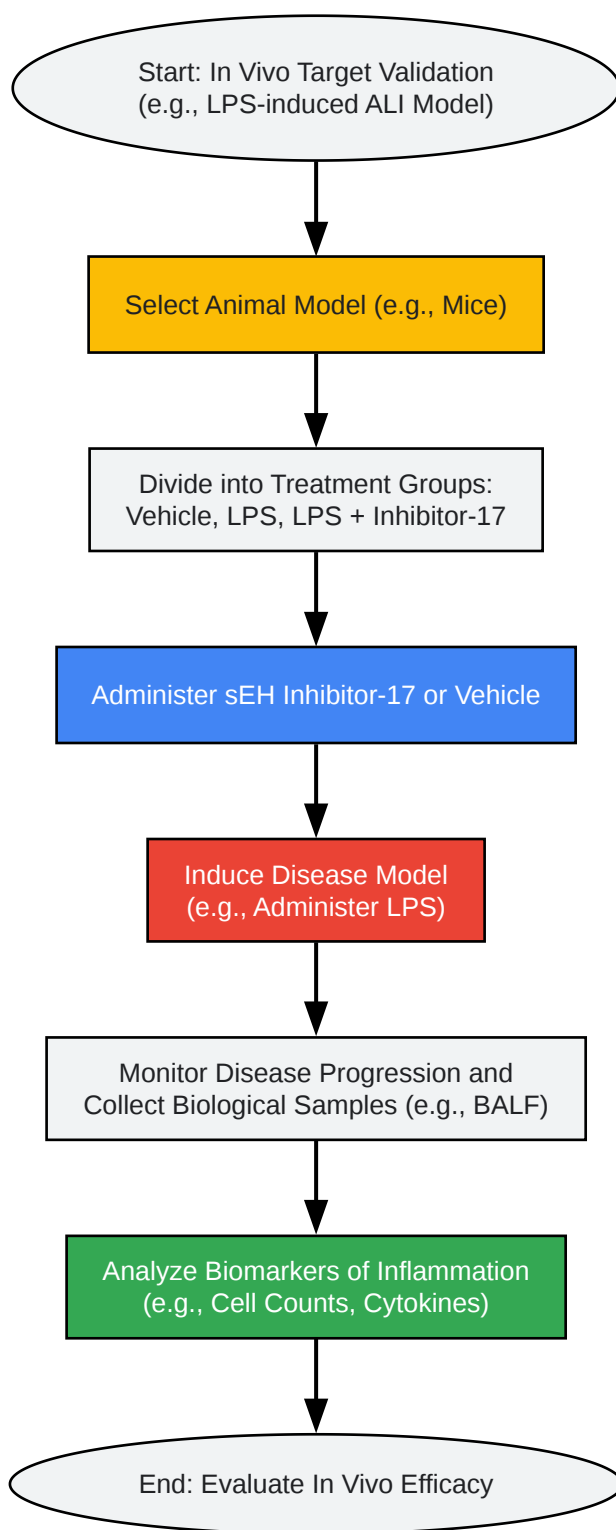 Start: In Vivo Target Validation
(e.g., LPS-induced ALI Model)
Select Animal Model (e.g., Mice)
Divide into Treatment Groups:
Vehicle, LPS, LPS + Inhibitor-17
Administer sEH Inhibitor-17 or Vehicle
Induce Disease Model
(e.g., Administer LPS)
Monitor Disease Progression and
Collect Biological Samples (e.g., BALF)
Analyze Biomarkers of Inflammation
(e.g., Cell Counts, Cytokines)
End: Evaluate In Vivo Efficacy